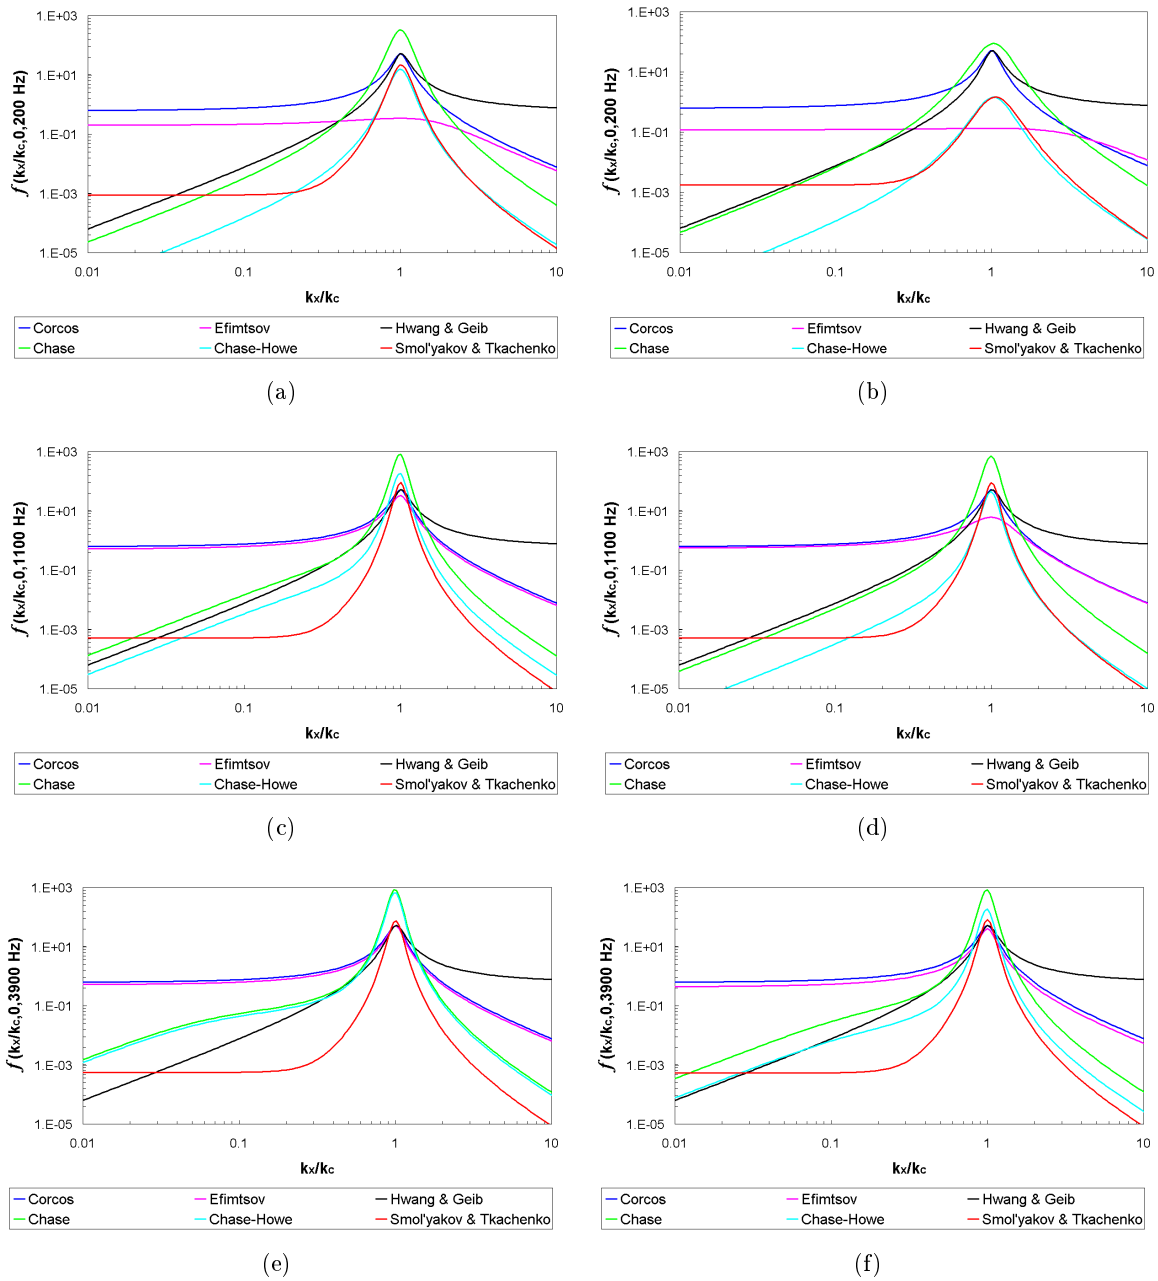 1.E+03
1.E+01
1.E-01
1.E-03
1.E-05
f (kx/kc,0,200 Hz)
0.01 0.1 1 10
kx/kc
Corcos Efimtsov Hwang & Geib
Chase Chase-Howe Smol'yakov & Tkachenko
(a)
1.E+03
1.E+01
1.E-01
1.E-03
1.E-05
f (kx/kc,0,200 Hz)
0.01 0.1 1 10
kx/kc
Corcos Efimtsov Hwang & Geib
Chase Chase-Howe Smol'yakov & Tkachenko
(b)
1.E+03
1.E+01
1.E-01
1.E-03
1.E-05
f (kx/kc,0,1100 Hz)
0.01 0.1 1 10
kx/kc
Corcos Efimtsov Hwang & Geib
Chase Chase-Howe Smol'yakov & Tkachenko
(c)
1.E+03
1.E+01
1.E-01
1.E-03
1.E-05
f (kx/kc,0,1100 Hz)
0.01 0.1 1 10
kx/kc
Corcos Efimtsov Hwang & Geib
Chase Chase-Howe Smol'yakov & Tkachenko
(d)
1.E+03
1.E+01
1.E-01
1.E-03
1.E-05
f (kx/kc,0,3900 Hz)
0.01 0.1 1 10
kx/kc
Corcos Efimtsov Hwang & Geib
Chase Chase-Howe Smol'yakov & Tkachenko
(e)
1.E+03
1.E+01
1.E-01
1.E-03
1.E-05
f (kx/kc,0,3900 Hz)
0.01 0.1 1 10
kx/kc
Corcos Efimtsov Hwang & Geib
Chase Chase-Howe Smol'yakov & Tkachenko
(f)